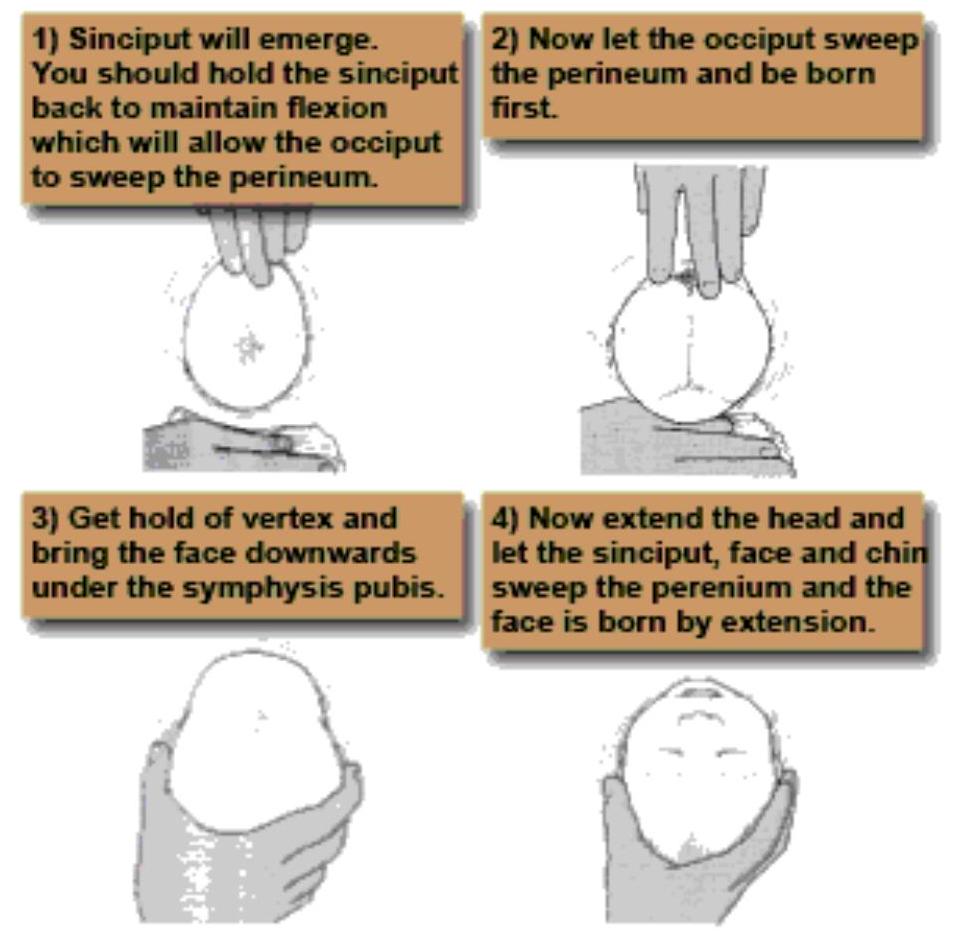 1) Sinciput will emerge.
You should hold the sinciput
back to maintain flexion
which will allow the occiput
to sweep the perineum.
2) Now let the occiput sweep
the perineum and be born
first.
3) Get hold of vertex and
bring the face downwards
under the symphysis pubis.
4) Now extend the head and
let the sinciput, face and chin
sweep the perenium and the
face is born by extension.